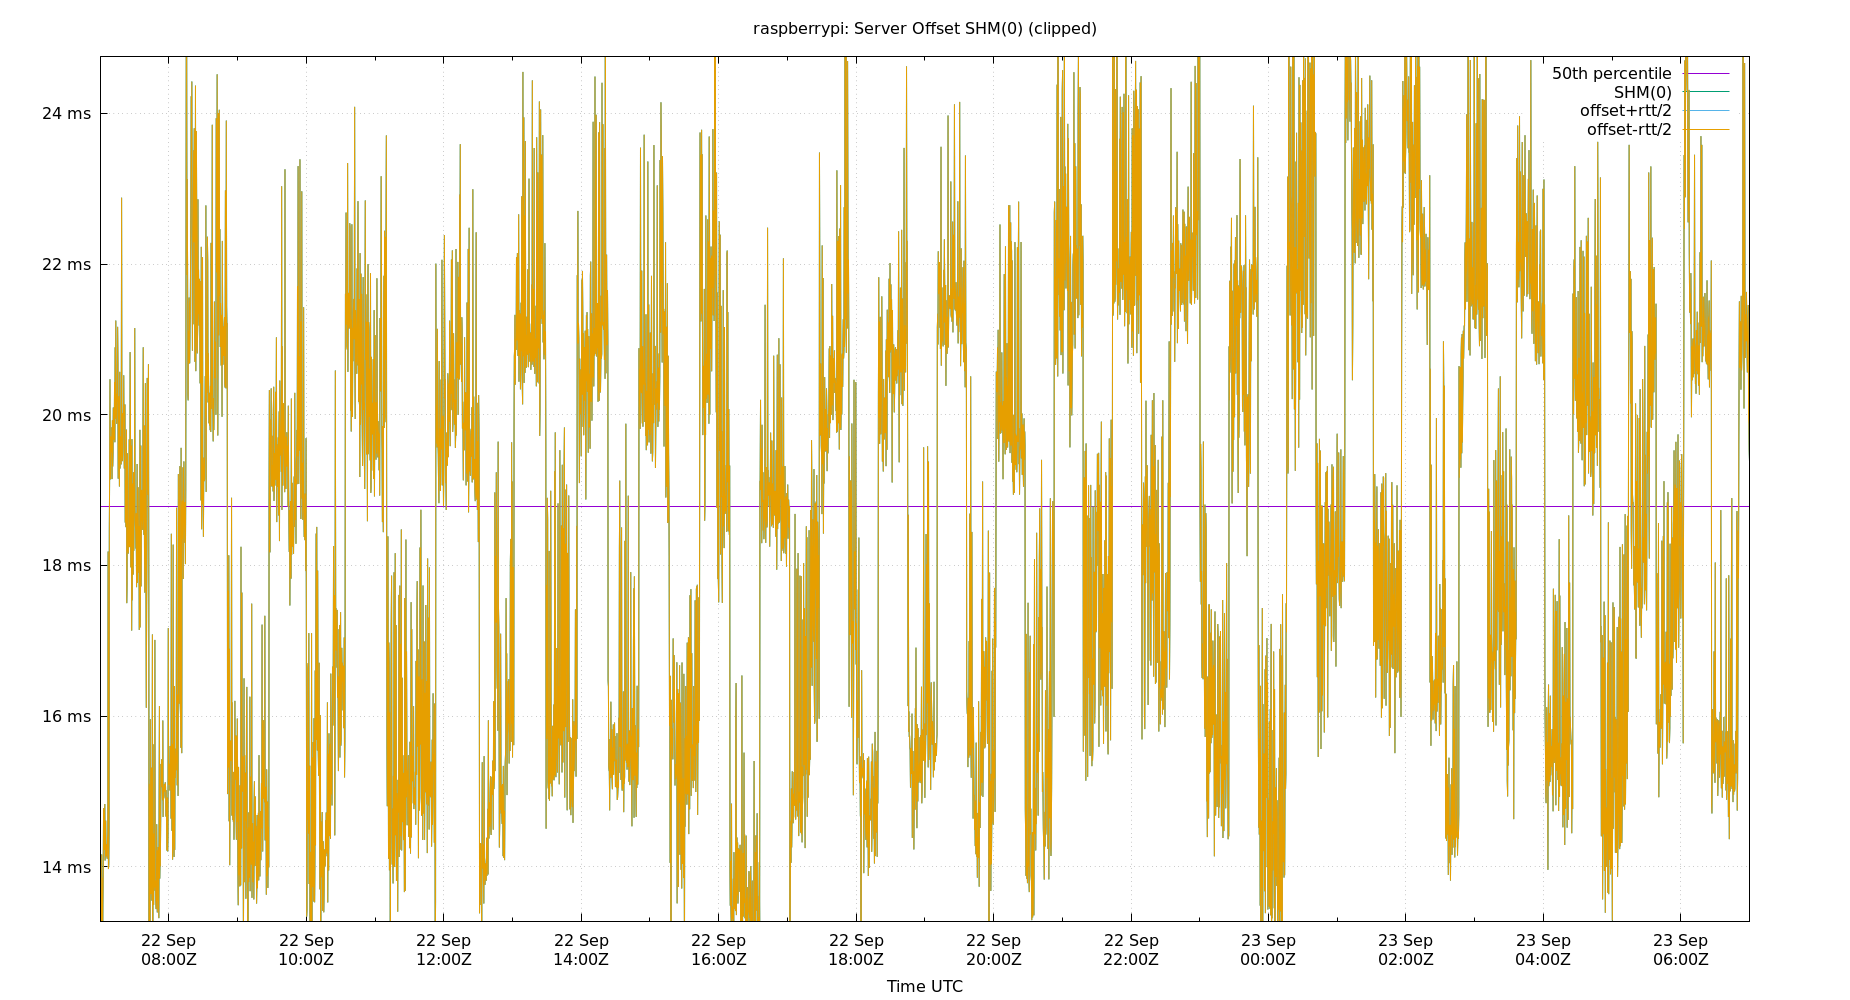 raspberrypi: Server Offset SHM(0) (clipped)
50th percentile
SHM(0)
offset+rtt/2
offset-rtt/2
24 ms
22 ms
20 ms
18 ms
16 ms
14 ms
22 Sep 22 Sep 22 Sep 22 Sep 22 Sep 22 Sep 22 Sep 22 Sep 23 Sep 23 Sep 23 Sep 23 Sep
08:00Z 10:00Z 12:00Z 14:00Z 16:00Z 18:00Z 20:00Z 22:00Z 00:00Z 02:00Z 04:00Z 06:00Z
Time UTC